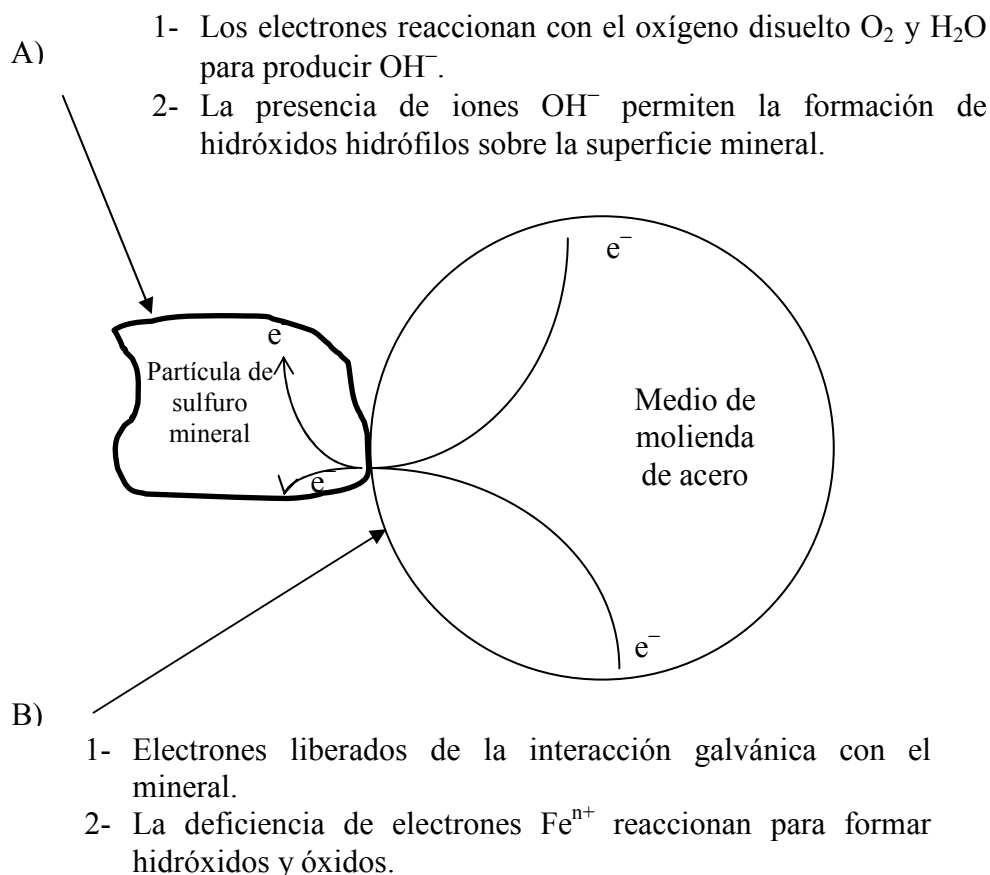 A)
1- Los electrones reaccionan con el oxígeno disuelto O₂ y H₂O
para producir OH⁻.
2- La presencia de iones OH⁻ permiten la formación de
hidróxidos hidrófilos sobre la superficie mineral.
e⁻
e
Partícula de
sulfuro
mineral
e⁻
Medio de
molienda
de acero
e⁻
B)
1- Electrones liberados de la interacción galvánica con el
mineral.
2- La deficiencia de electrones Feⁿ⁺ reaccionan para formar
hidróxidos y óxidos.